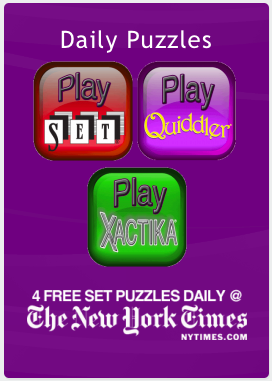 Daily Puzzles
Play
SET
Play
Quiddler
Play
XACTIKA
4 FREE SET PUZZLES DAILY @
The New York Times
NYTIMES.COM